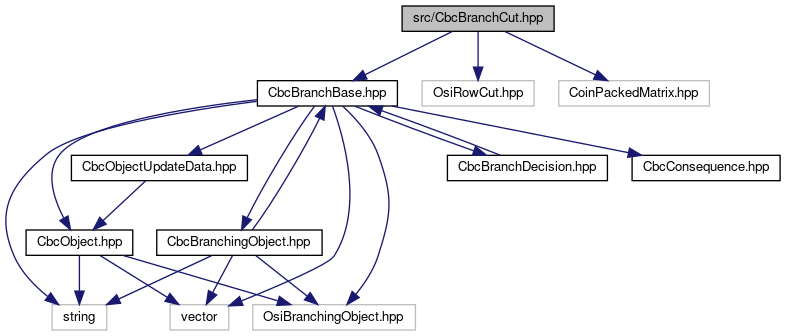 src/CbcBranchCut.hpp
CbcBranchBase.hpp
OsiRowCut.hpp
CoinPackedMatrix.hpp
CbcObjectUpdateData.hpp
CbcBranchDecision.hpp
CbcConsequence.hpp
CbcObject.hpp
CbcBranchingObject.hpp
string
vector
OsiBranchingObject.hpp